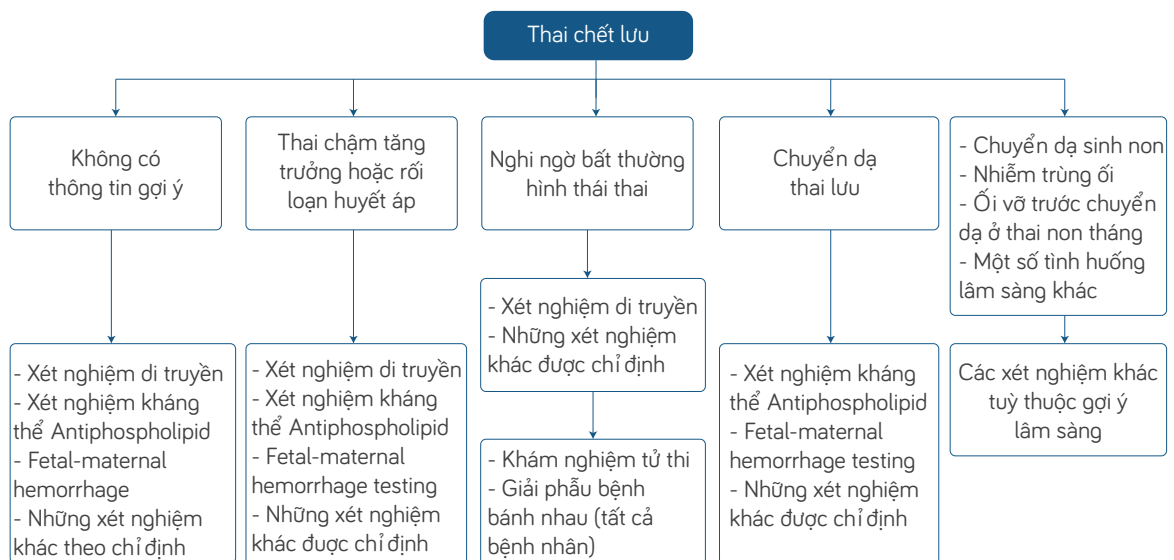 Thai chết lưu
Không có
thông tin gợi ý
Thai chậm tăng
trưởng hoặc rối
loạn huyết áp
Nghi ngờ bất thường
hình thái thai
Chuyển dạ
thai lưu
- Chuyển dạ sinh non
- Nhiễm trùng ối
- Ối vỡ trước chuyển
dạ ở thai non tháng
- Một số tình huống
lâm sàng khác
- Xét nghiệm di truyền
- Xét nghiệm kháng
thể Antiphospholipid
- Fetal-maternal
hemorrhage
- Những xét nghiệm
khác theo chỉ định
- Xét nghiệm di truyền
- Xét nghiệm kháng
thể Antiphospholipid
- Fetal-maternal
hemorrhage testing
- Những xét nghiệm
khác đuợc chỉ định
- Xét nghiệm di truyền
- Những xét nghiệm
khác được chỉ định
- Khám nghiệm tử thi
- Giải phẫu bệnh
bánh nhau (tất cả
bệnh nhân)
- Xét nghiệm kháng
thể Antiphospholipid
- Fetal-maternal
hemorrhage testing
- Những xét nghiệm
khác được chỉ định
Các xét nghiệm khác
tuỳ thuộc gợi ý
lâm sàng